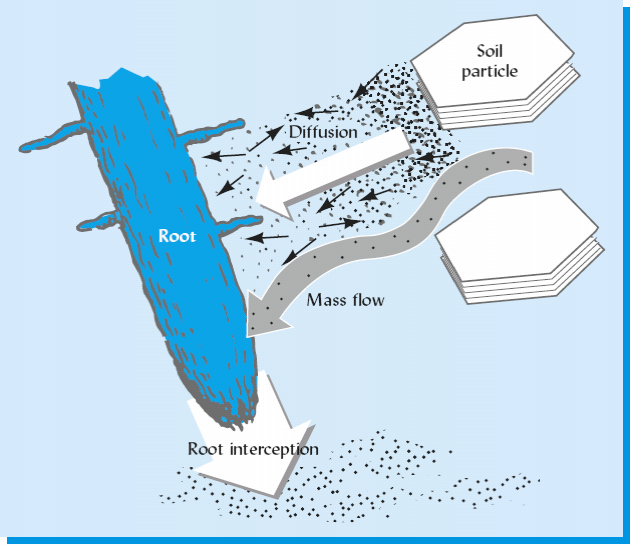 Soil
particle
Diffusion
Root
Mass flow
Root interception